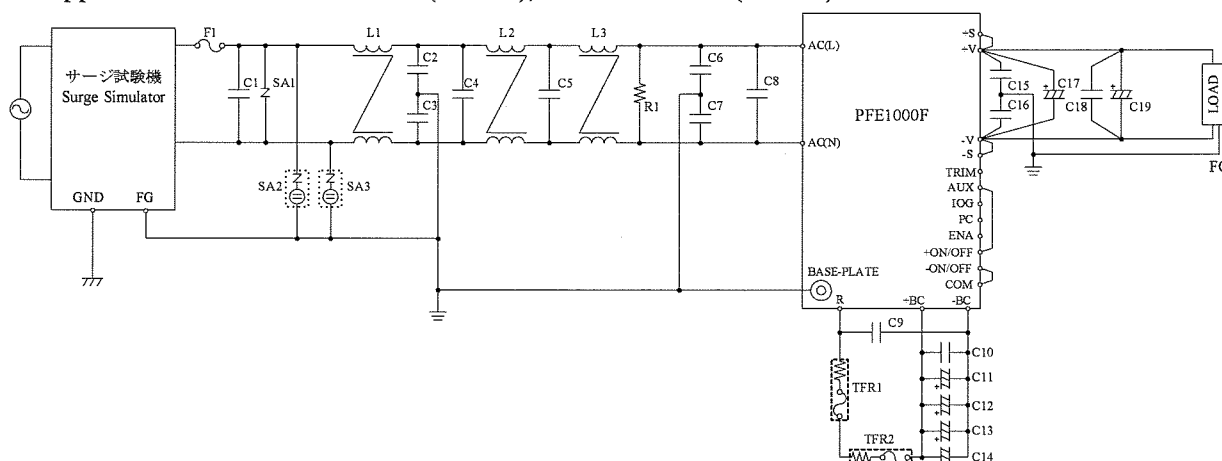 F1
L1
L2
L3
サージ試験機
Surge Simulator
GND
FG
C1
SA1
SA2
SA3
C2
C3
C4
C5
R1
C6
C7
C8
AC(L)
AC(N)
PFE1000F
BASE-PLATE
R
+BC
-BC
+S
+V
-V
-S
TRIM
AUX
IOG
PC
ENA
+ON/OFF
-ON/OFF
COM
C15
C16
C17
C18
C19
LOAD
C9
C10
C11
C12
C13
C14
TFR1
TFR2